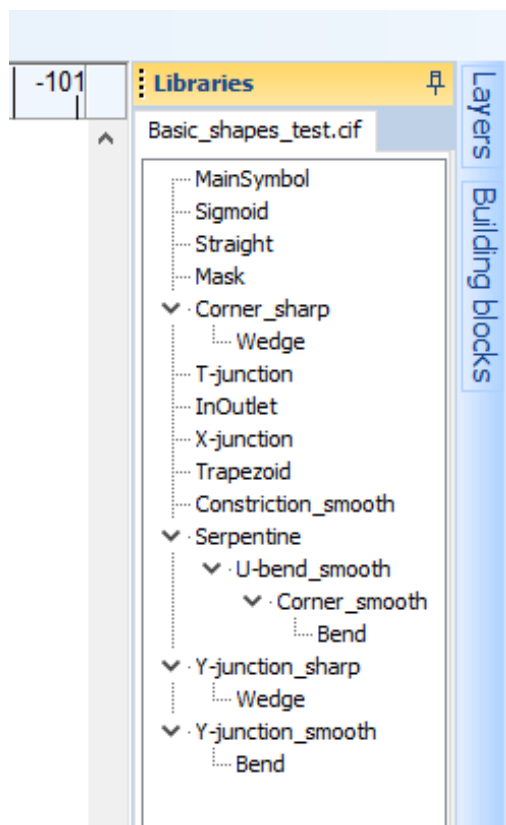 -101
Libraries
Basic_shapes_test.cif
MainSymbol
Sigmoid
Straight
Mask
Corner_sharp
Wedge
T-junction
InOutlet
X-junction
Trapezoid
Constriction_smooth
Serpentine
U-bend_smooth
Corner_smooth
Bend
Y-junction_sharp
Wedge
Y-junction_smooth
Bend
Layers
Building blocks